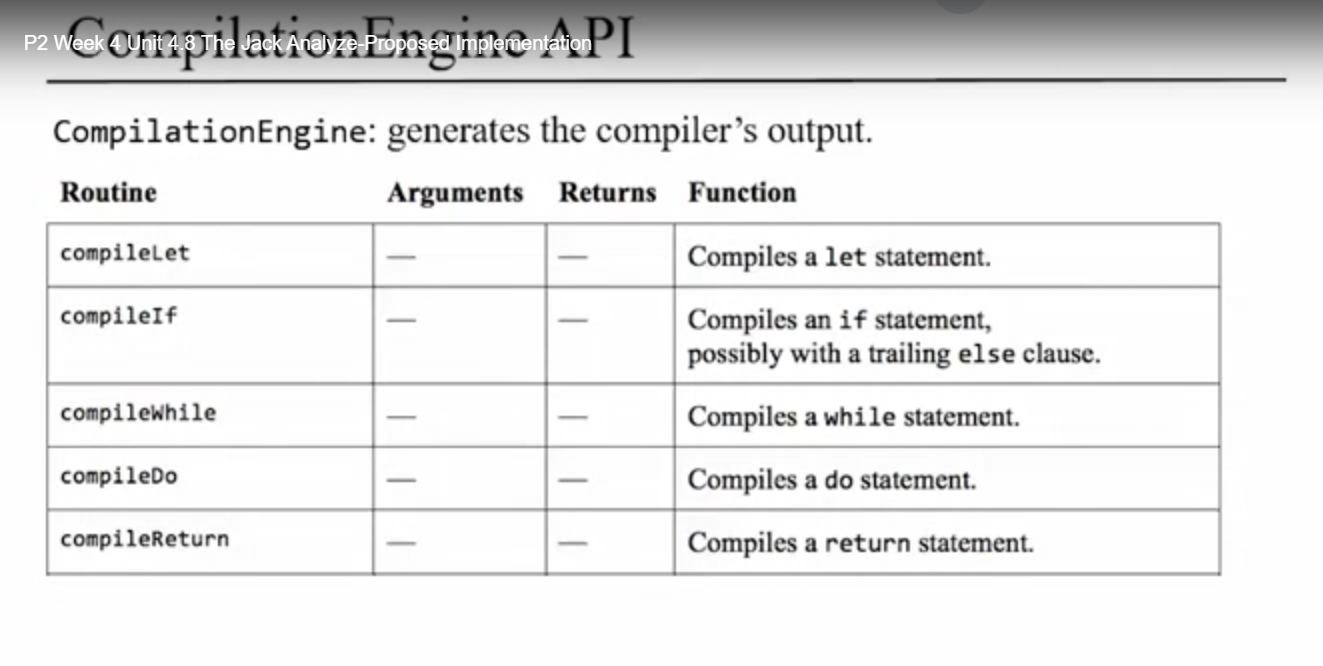 CompilationEngine API
P2 Week 4 Unit 4.8 The Jack Analyze-Proposed Implementation
CompilationEngine: generates the compiler’s output.
Routine Arguments Returns Function
compileLet — — Compiles a let statement.
compileIf — — Compiles an if statement,
possibly with a trailing else clause.
compileWhile — — Compiles a while statement.
compileDo — — Compiles a do statement.
compileReturn — — Compiles a return statement.